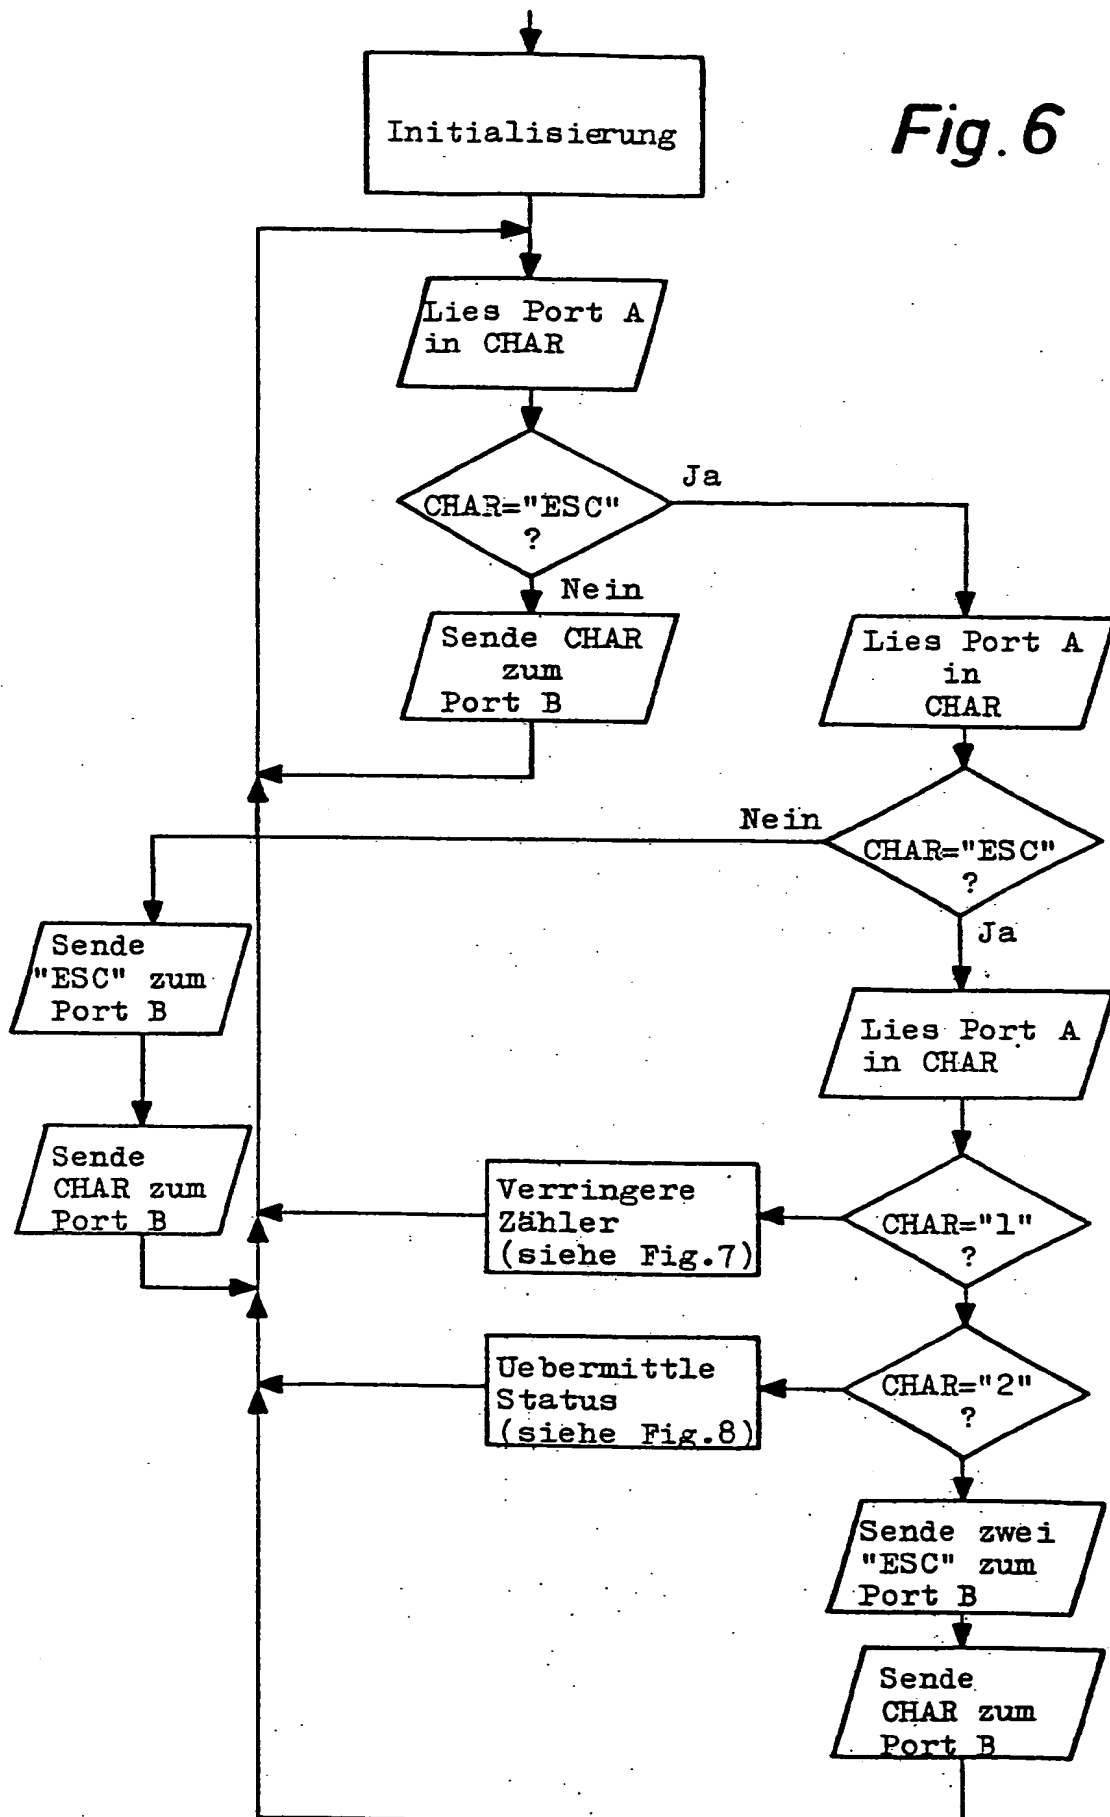 Fig. 6
Initialisierung
Lies Port A
in CHAR
CHAR="ESC"
?
Ja
Nein
Sende CHAR
zum
Port B
Lies Port A
in
CHAR
CHAR="ESC"
?
Nein
Ja
Sende
"ESC" zum
Port B
Sende
CHAR zum
Port B
Lies Port A
in CHAR
CHAR="1"
?
Verringere
Zähler
(siehe Fig.7)
CHAR="2"
?
Uebermittle
Status
(siehe Fig.8)
Sende zwei
"ESC" zum
Port B
Sende
CHAR zum
Port B